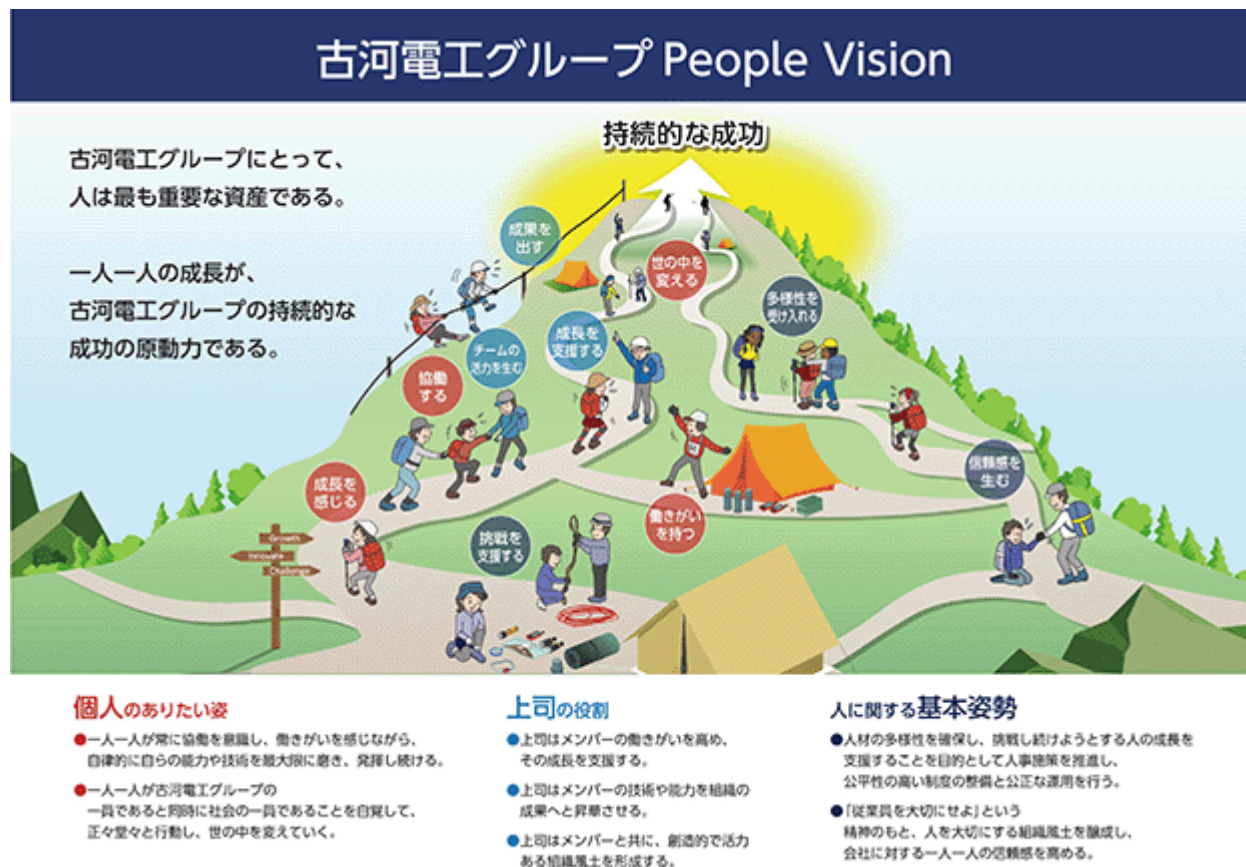 古河電工グループ People Vision
持続的な成功
古河電工グループにとって、
人は最も重要な資産である。
一人一人の成長が、
古河電工グループの持続的な
成功の原動力である。
成果を
出す
世の中を
変える
多様性を
受け入れる
成長を
支援する
チームの
活力を生む
協働
する
信頼感を
生む
成長を
感じる
働きがい
を持つ
挑戦を
支援する
Growth
Innovate
Challenge
個人のありたい姿
●一人一人が常に協働を意識し、働きがいを感じながら、
自律的に自らの能力や技術を最大限に磨き、発揮し続ける。
●一人一人が古河電工グループの
一員であると同時に社会の一員であることを自覚して、
正々堂々と行動し、世の中を変えていく。
上司の役割
●上司はメンバーの働きがいを高め、
その成長を支援する。
●上司はメンバーの技術や能力を組織の
成果へと昇華させる。
●上司はメンバーと共に、創造的で活力
ある組織風土を形成する。
人に関する基本姿勢
●人材の多様性を確保し、挑戦し続けようとする人の成長を
支援することを目的として人事施策を推進し、
公平性の高い制度の整備と公正な運用を行う。
●「従業員を大切にせよ」という
精神のもと、人を大切にする組織風土を醸成し、
会社に対する一人一人の信頼感を高める。